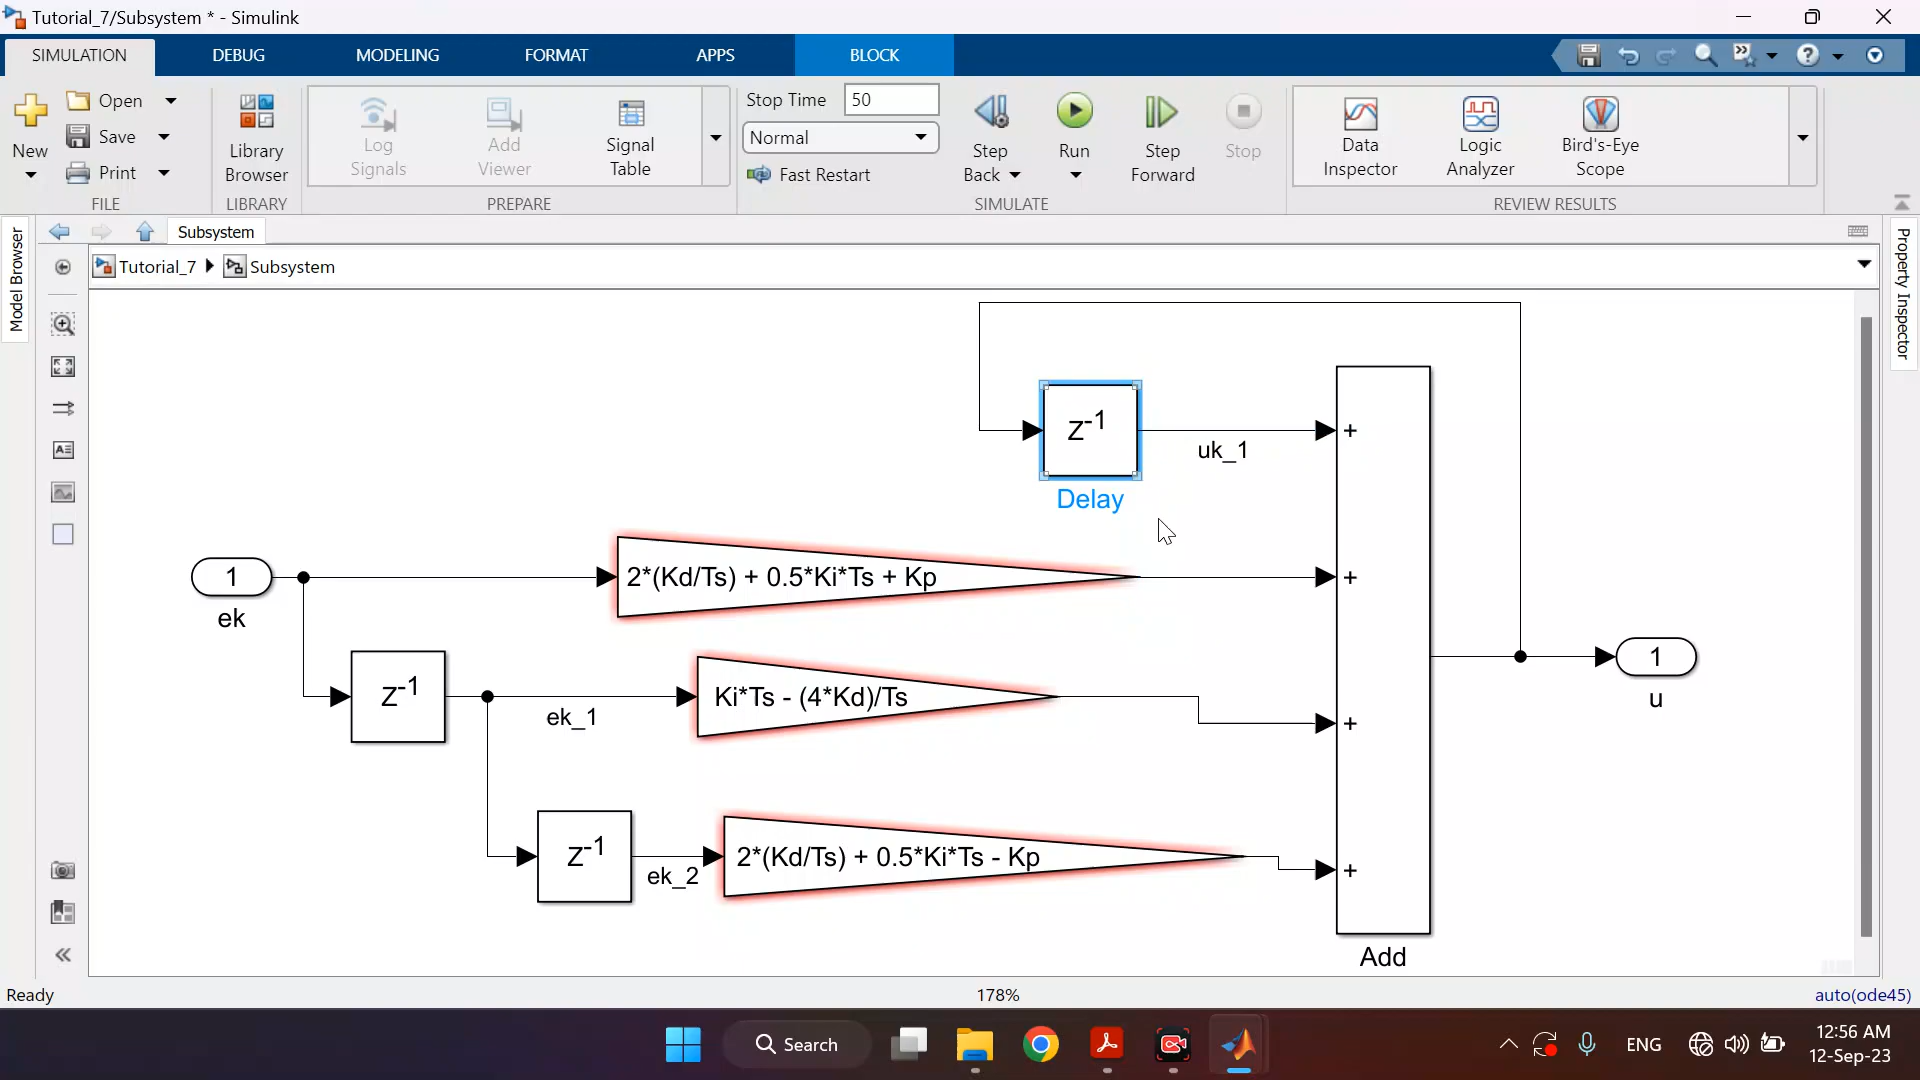 Tutorial_7/Subsystem * - Simulink
SIMULATION DEBUG MODELING FORMAT APPS BLOCK
New
Open
Save
Print
FILE
Library
Browser
LIBRARY
Log
Signals
Add
Viewer
Signal
Table
PREPARE
Stop Time 50
Normal
Fast Restart
Step
Back
Run
Step
Forward
Stop
SIMULATE
Data
Inspector
Logic
Analyzer
Bird's-Eye
Scope
REVIEW RESULTS
Model Browser
Property Inspector
Subsystem
Tutorial_7 Subsystem
Z-1
Delay
uk_1
+
1
ek
2*(Kd/Ts) + 0.5*Ki*Ts + Kp
+
Z-1
ek_1
Ki*Ts - (4*Kd)/Ts
+
1
u
Z-1
ek_2
2*(Kd/Ts) + 0.5*Ki*Ts - Kp
+
Add
Ready 178% auto(ode45)
Search
ENG
12:56 AM
12-Sep-23